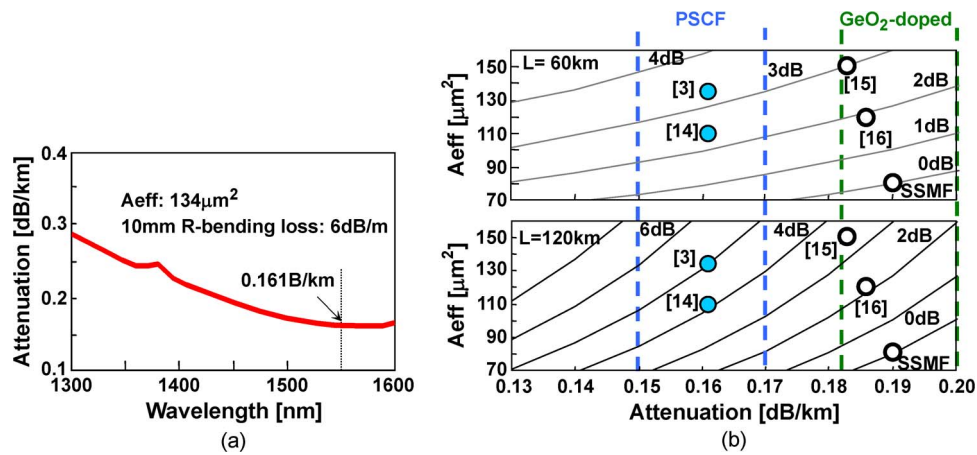 0.4
0.3
0.2
0.1
Attenuation [dB/km]
Aeff: 134μm²
10mm R-bending loss: 6dB/m
0.161B/km
1300
1400
1500
1600
Wavelength [nm]
(a)
PSCF
GeO₂-doped
150
130
110
90
70
Aeff [μm²]
L= 60km
4dB
3dB
2dB
1dB
0dB
[3]
[14]
[15]
[16]
SSMF
150
130
110
90
70
Aeff [μm²]
L=120km
6dB
4dB
2dB
0dB
[3]
[14]
[15]
[16]
SSMF
0.13
0.14
0.15
0.16
0.17
0.18
0.19
0.20
Attenuation [dB/km]
(b)